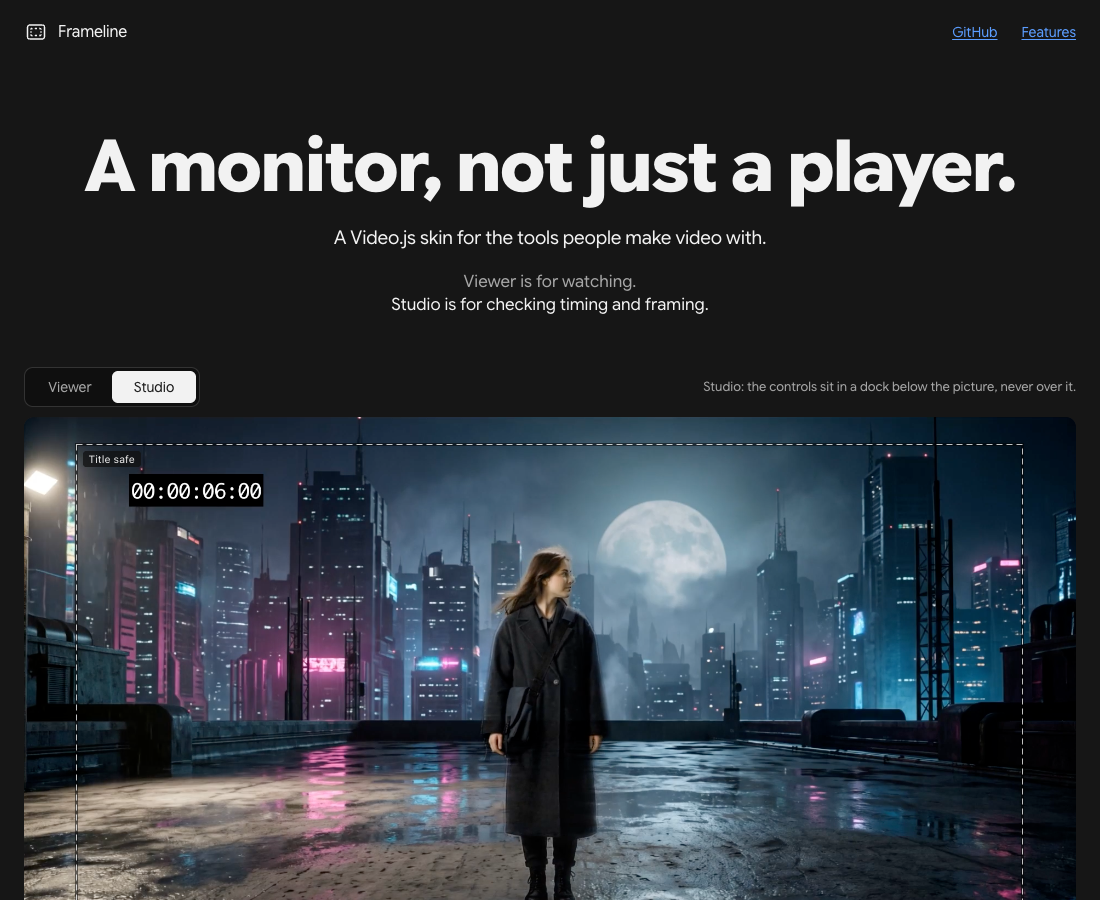 Frameline
GitHub Features
A monitor, not just a player.
A Video.js skin for the tools people make video with.
Viewer is for watching.
Studio is for checking timing and framing.
Viewer Studio
Studio: the controls sit in a dock below the picture, never over it.
Title safe
00:00:06:00